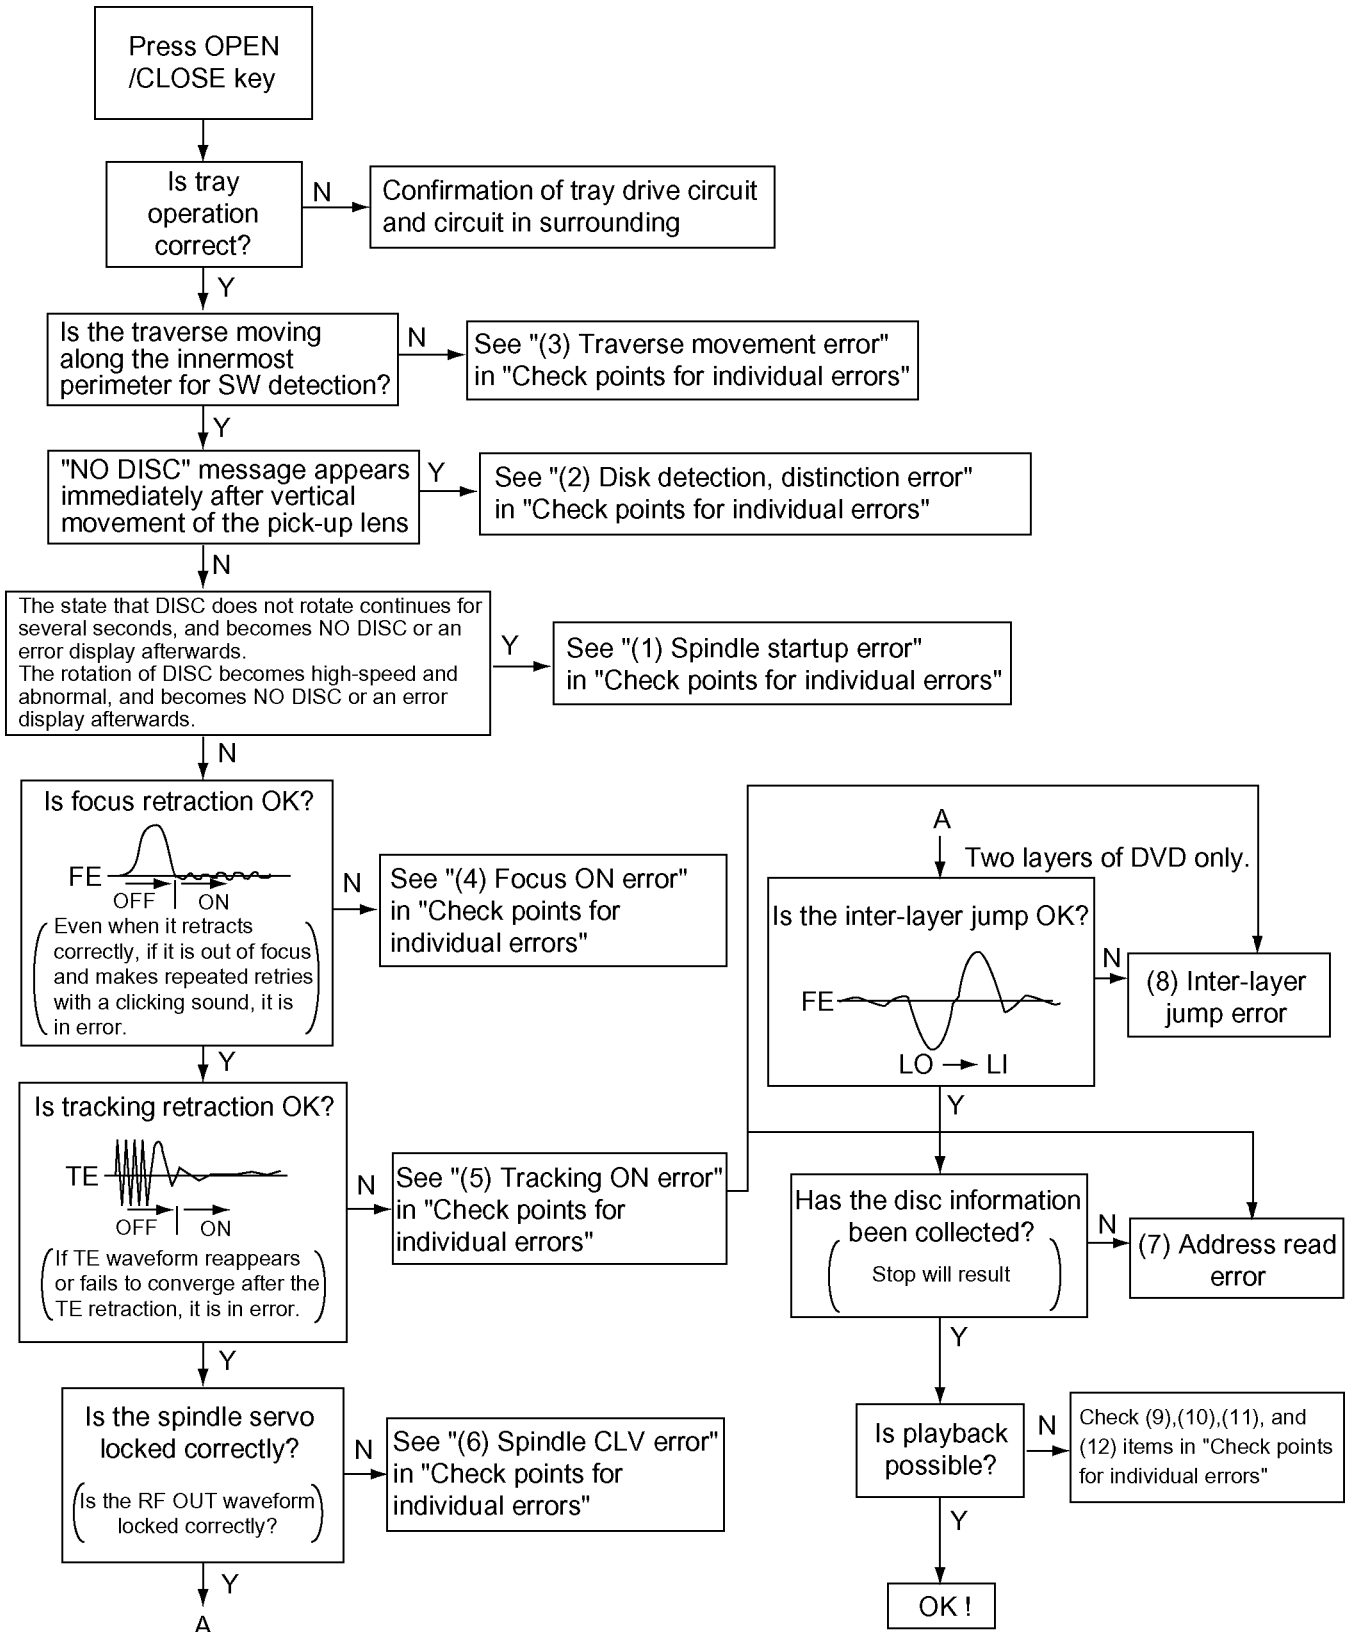 Press OPEN
/CLOSE key
Is tray
operation
correct?
N
Confirmation of tray drive circuit
and circuit in surrounding
Y
Is the traverse moving
along the innermost
perimeter for SW detection?
N
See "(3) Traverse movement error"
in "Check points for individual errors"
Y
"NO DISC" message appears
immediately after vertical
movement of the pick-up lens
Y
See "(2) Disk detection, distinction error"
in "Check points for individual errors"
N
The state that DISC does not rotate continues for
several seconds, and becomes NO DISC or an
error display afterwards.
The rotation of DISC becomes high-speed and
abnormal, and becomes NO DISC or an error
display afterwards.
Y
See "(1) Spindle startup error"
in "Check points for individual errors"
N
Is focus retraction OK?
FE
OFF
ON
Even when it retracts
correctly, if it is out of focus
and makes repeated retries
with a clicking sound, it is
in error.
N
See "(4) Focus ON error"
in "Check points for
individual errors"
Y
Is tracking retraction OK?
TE
OFF
ON
If TE waveform reappears
or fails to converge after the
TE retraction, it is in error.
N
See "(5) Tracking ON error"
in "Check points for
individual errors"
Y
Is the spindle servo
locked correctly?
(Is the RF OUT waveform
locked correctly?)
N
See "(6) Spindle CLV error"
in "Check points for
individual errors"
Y
A
A
Two layers of DVD only.
Is the inter-layer jump OK?
FE
LO → LI
N
(8) Inter-layer
jump error
Y
Has the disc information
been collected?
(Stop will result)
N
(7) Address read
error
Y
Is playback
possible?
N
Check (9),(10),(11), and
(12) items in "Check points
for individual errors"
Y
OK !